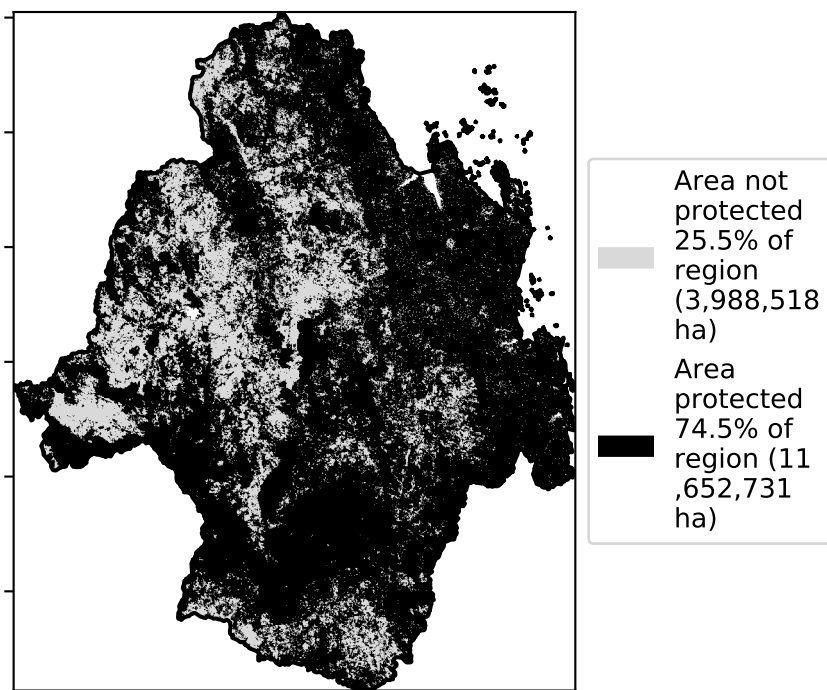 Area not
protected
25.5% of
region
(3,988,518
ha)
Area
protected
74.5% of
region (11
,652,731
ha)